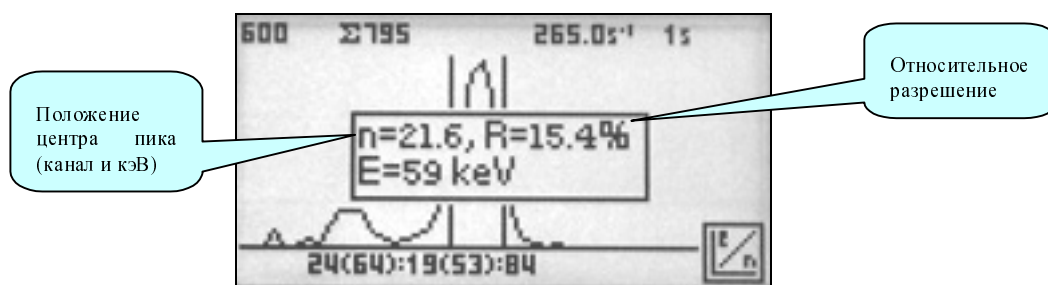 600 Σ795 265.0s⁻¹ 1s
Относительное
разрешение
Положение
центра пика
(канал и кэВ)
n=21.6, R=15.4%
E=59 keV
24(64):19(53):84
E/n